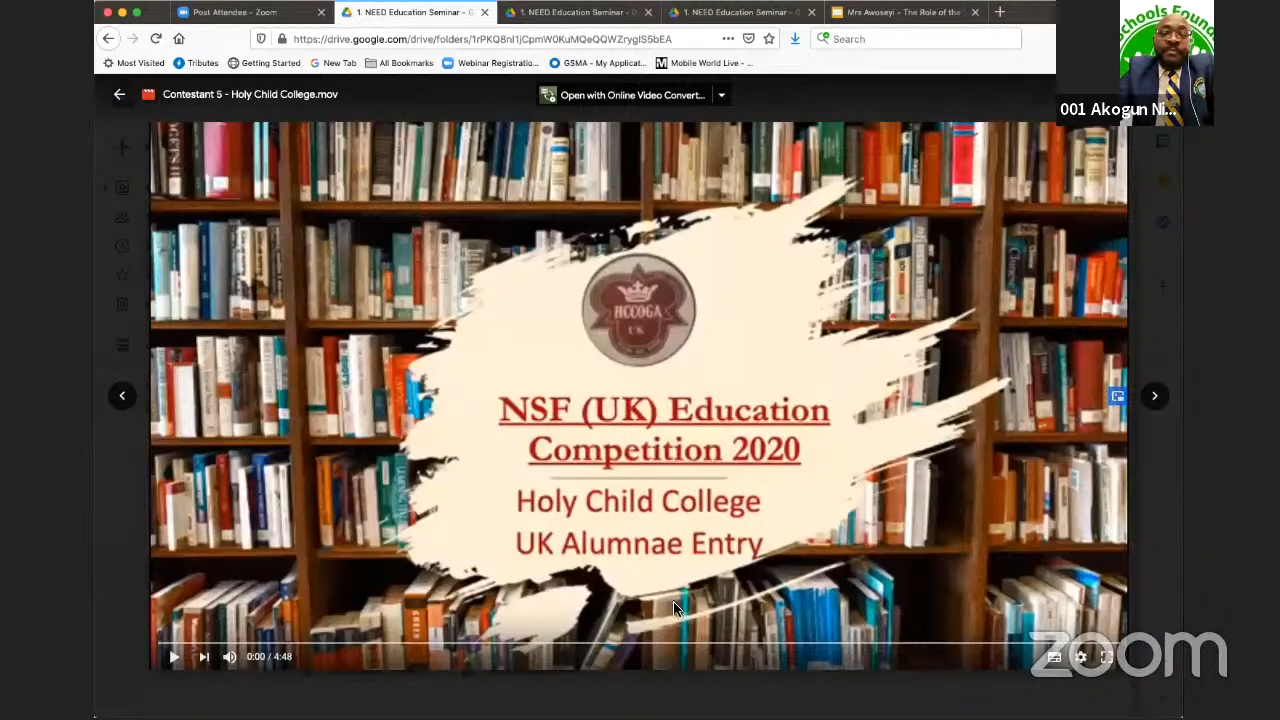 Post Attendee - Zoom
1. NEED Education Seminar - G
1. NEED Education Seminar - D
1. NEED Education Seminar - G
Mrs Awoseyi - The Role of the
https://drive.google.com/drive/folders/1rPKQ8nl1jCpmW0KuMQeQQWZrygIS5bEA
Search
Most Visited
Tributes
Getting Started
New Tab
All Bookmarks
Webinar Registratio...
GSMA - My Applicat...
Mobile World Live - ...
chools Found
001 Akogun Ni...
Contestant 5 - Holy Child College.mov
Open with Online Video Convert...
HCCOGA
UK
NSF (UK) Education
Competition 2020
Holy Child College
UK Alumnae Entry
0:00 / 4:48
zoom